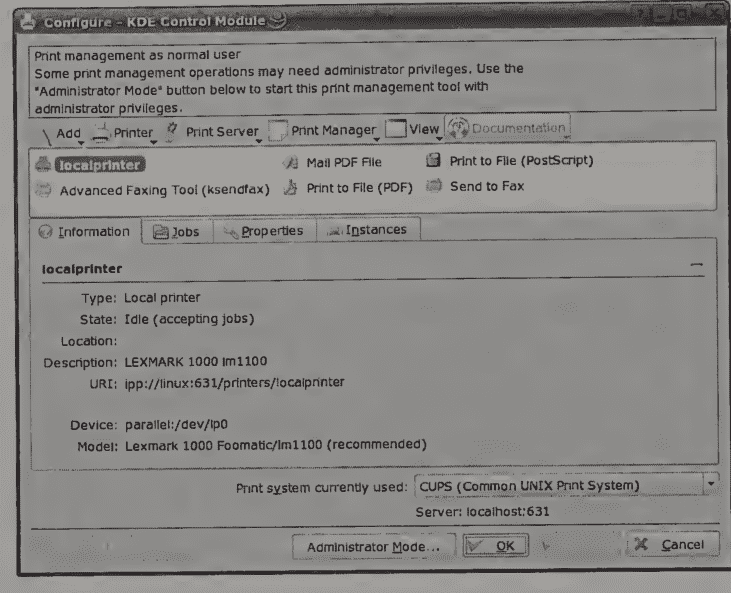 Configure - KDE Control Module
Print management as normal user
Some print management operations may need administrator privileges. Use the
"Administrator Mode" button below to start this print management tool with
administrator privileges.
Add Printer Print Server Print Manager View Documentation
localprinter Mail PDF File Print to File (PostScript)
Advanced Faxing Tool (ksendfax) Print to File (PDF) Send to Fax
Information Jobs Properties Instances
localprinter
Type: Local printer
State: Idle (accepting jobs)
Location:
Description: LEXMARK 1000 lm1100
URI: ipp://linux:631/printers/localprinter
Device: parallel:/dev/lp0
Model: Lexmark 1000 Foomatic/lm1100 (recommended)
Print system currently used: CUPS (Common UNIX Print System)
Server: localhost:631
Administrator Mode... OK Cancel